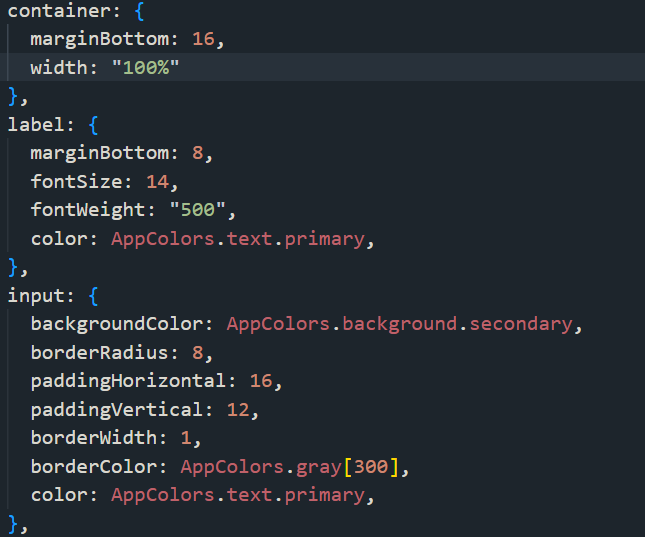 container: {
marginBottom: 16,
width: "100%"
},
label: {
marginBottom: 8,
fontSize: 14,
fontWeight: "500",
color: AppColors.text.primary,
},
input: {
backgroundColor: AppColors.background.secondary,
borderRadius: 8,
paddingHorizontal: 16,
paddingVertical: 12,
borderWidth: 1,
borderColor: AppColors.gray[300],
color: AppColors.text.primary,
},